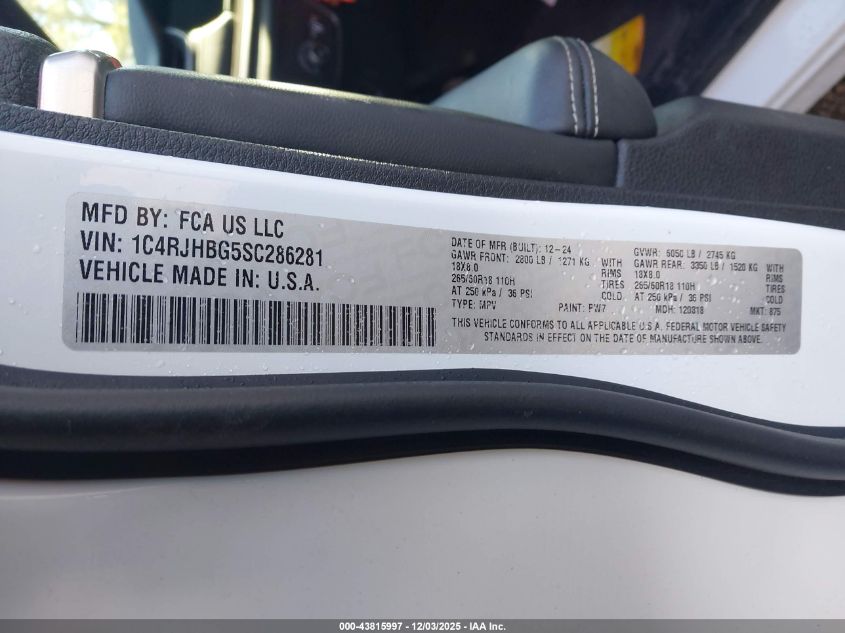 MFD BY: FCA US LLC
VIN: 1C4RJHBG5SC286281
VEHICLE MADE IN: U.S.A.
DATE OF MFR (BUILT): 12-24 GVWR: 6050 LB / 2745 KG
GAWR FRONT: 2800 LB / 1271 KG WITH GAWR REAR: 3350 LB / 1520 KG WITH
18X8.0 RIMS 18X8.0 RIMS
265/60R18 110H TIRES 265/60R18 110H TIRES
AT 250 kPa / 36 PSI COLD AT 250 kPa / 36 PSI COLD
TYPE: MPV PAINT: PW7 MDH: 120818 MKT: 875
THIS VEHICLE CONFORMS TO ALL APPLICABLE U.S.A. FEDERAL MOTOR VEHICLE SAFETY
STANDARDS IN EFFECT ON THE DATE OF MANUFACTURE SHOWN ABOVE.
000-43815997 - 12/03/2025 - IAA Inc.